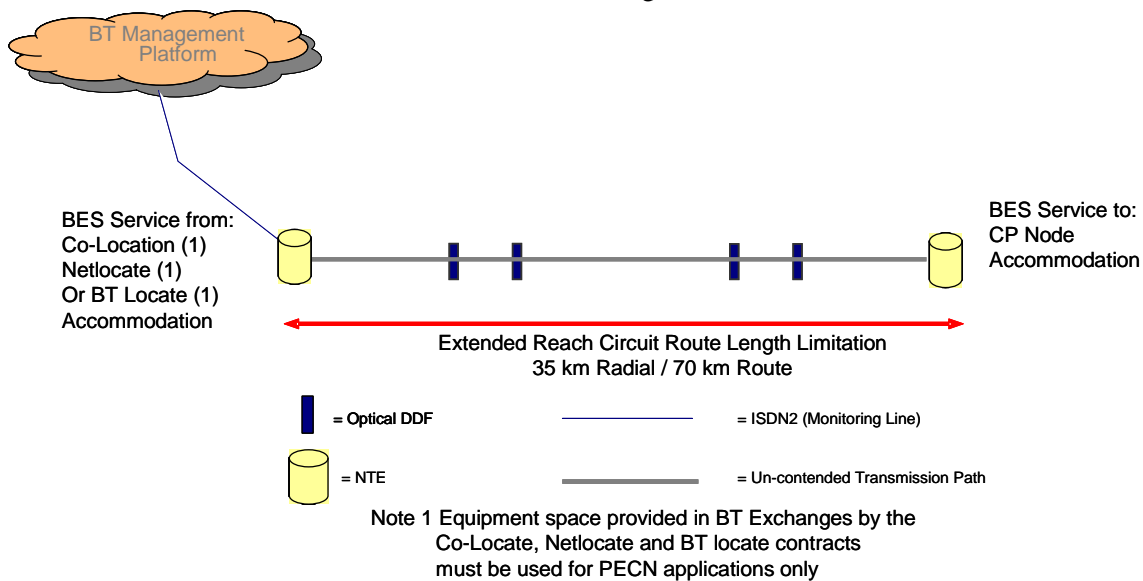 BT Management
Platform
BES Service from:
Co-Location (1)
Netlocate (1)
Or BT Locate (1)
Accommodation
BES Service to:
CP Node
Accommodation
Extended Reach Circuit Route Length Limitation
35 km Radial / 70 km Route
= Optical DDF
= ISDN2 (Monitoring Line)
= NTE
= Un-contended Transmission Path
Note 1 Equipment space provided in BT Exchanges by the
Co-Locate, Netlocate and BT locate contracts
must be used for PECN applications only